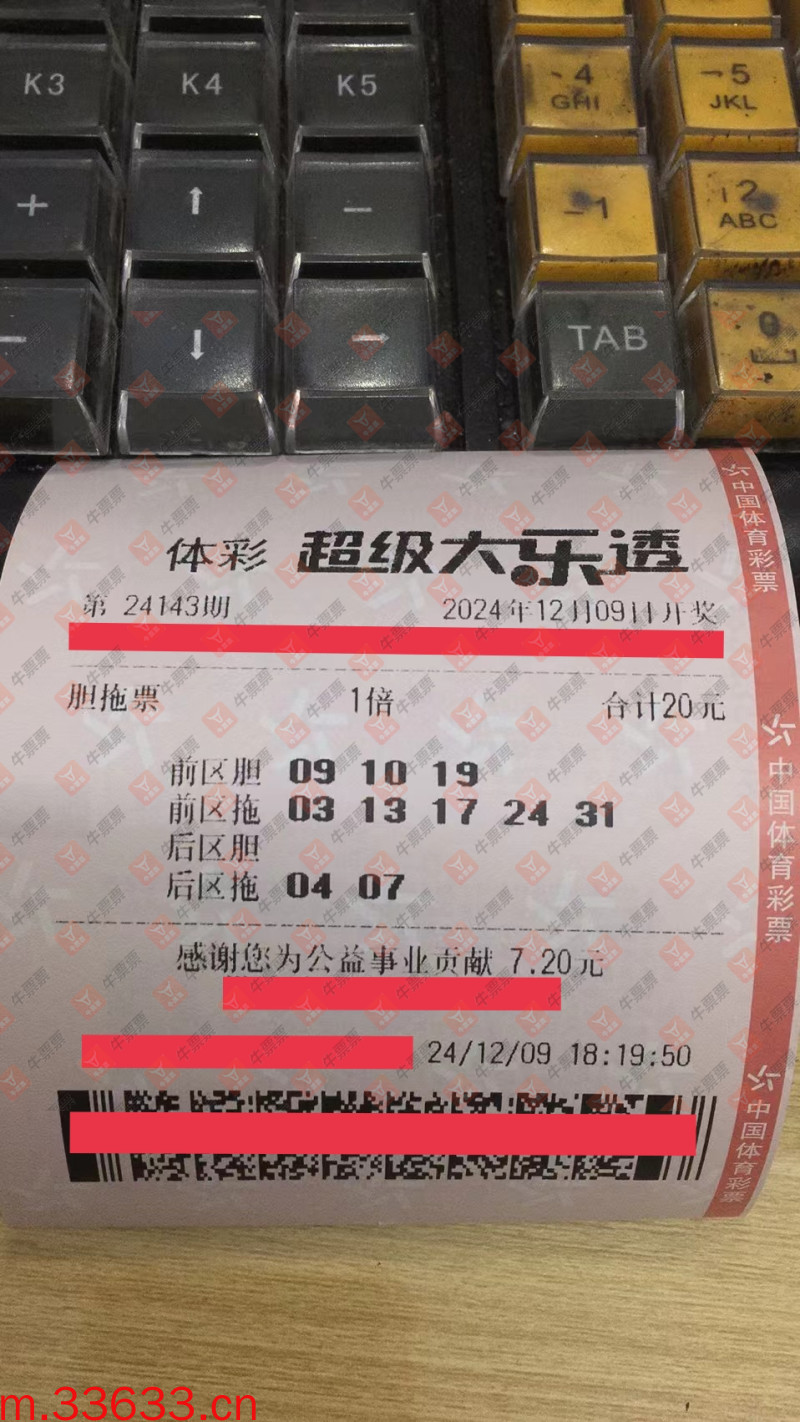 K3 K4 K5 4 GHI 5 JKL
+ ↑ - 1 2 ABC
- ↓ → TAB 0
体彩 超级大乐透
第 24143期 2024年12月09日开奖
胆拖票 1倍 合计20元
前区胆 09 10 19
前区拖 03 13 17 24 31
后区胆
后区拖 04 07
感谢您为公益事业贡献 7.20元
24/12/09 18:19:50
中国体育彩票
中国体育彩票
中国体育彩票
牛票票
m.33633.cn